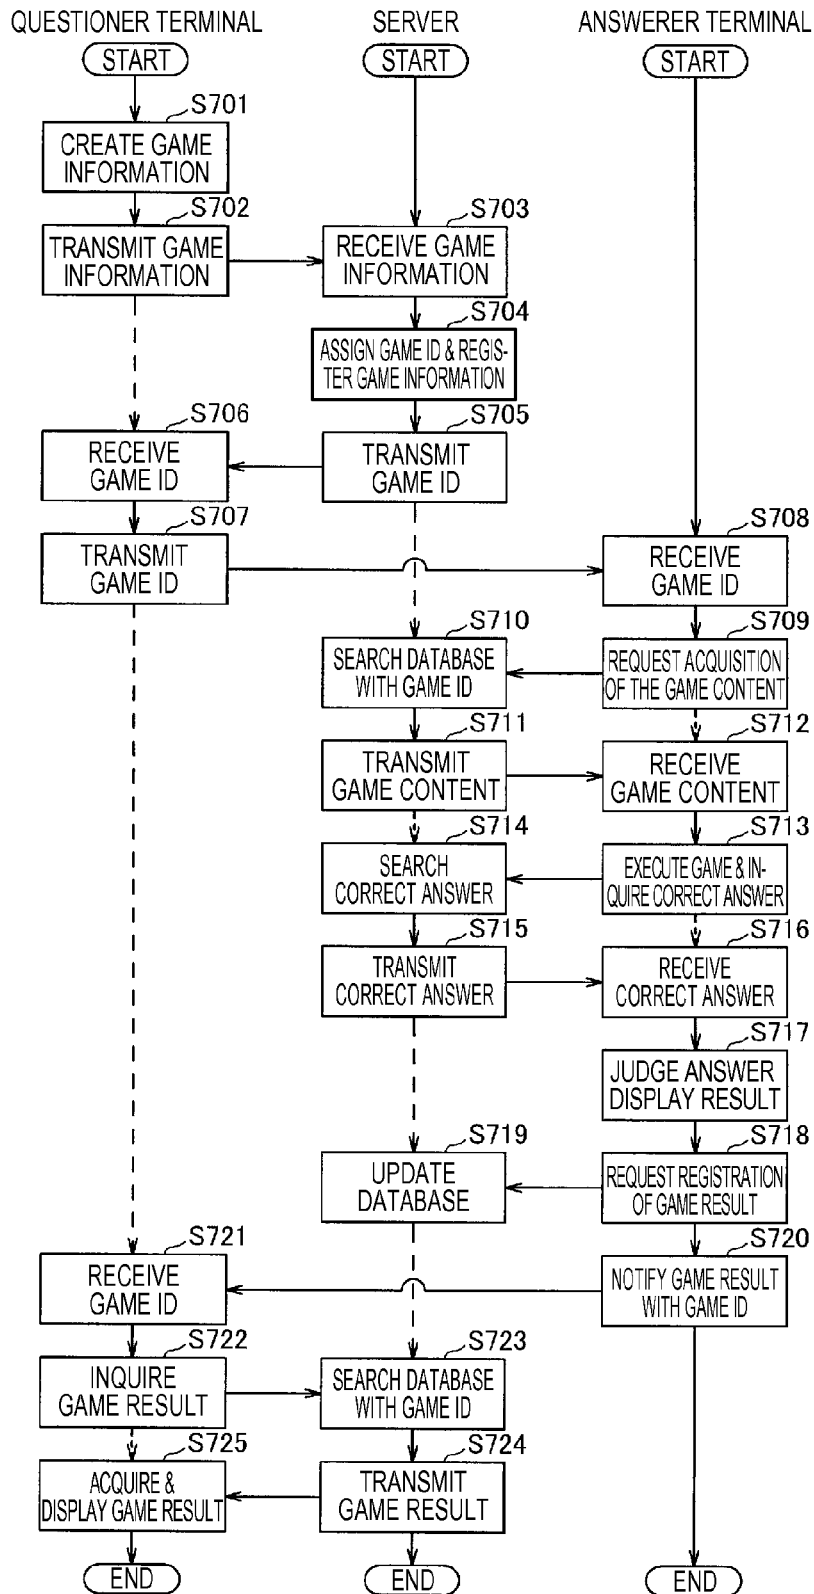 QUESTIONER TERMINAL
SERVER
ANSWERER TERMINAL
START
START
START
S701
CREATE GAME
INFORMATION
S702
TRANSMIT GAME
INFORMATION
S703
RECEIVE GAME
INFORMATION
S704
ASSIGN GAME ID & REGIS-
TER GAME INFORMATION
S706
RECEIVE
GAME ID
S705
TRANSMIT
GAME ID
S707
TRANSMIT
GAME ID
S708
RECEIVE
GAME ID
S710
SEARCH DATABASE
WITH GAME ID
S709
REQUEST ACQUISITION
OF THE GAME CONTENT
S711
TRANSMIT
GAME CONTENT
S712
RECEIVE
GAME CONTENT
S714
SEARCH
CORRECT ANSWER
S713
EXECUTE GAME & IN-
QUIRE CORRECT ANSWER
S715
TRANSMIT
CORRECT ANSWER
S716
RECEIVE
CORRECT ANSWER
S717
JUDGE ANSWER
DISPLAY RESULT
S719
UPDATE
DATABASE
S718
REQUEST REGISTRATION
OF GAME RESULT
S721
RECEIVE
GAME ID
S720
NOTIFY GAME RESULT
WITH GAME ID
S722
INQUIRE
GAME RESULT
S723
SEARCH DATABASE
WITH GAME ID
S725
ACQUIRE &
DISPLAY GAME RESULT
S724
TRANSMIT
GAME RESULT
END
END
END